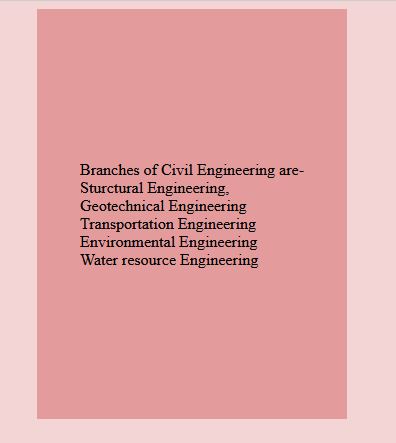 Branches of Civil Engineering are-
Sturctural Engineering,
Geotechnical Engineering
Transportation Engineering
Environmental Engineering
Water resource Engineering